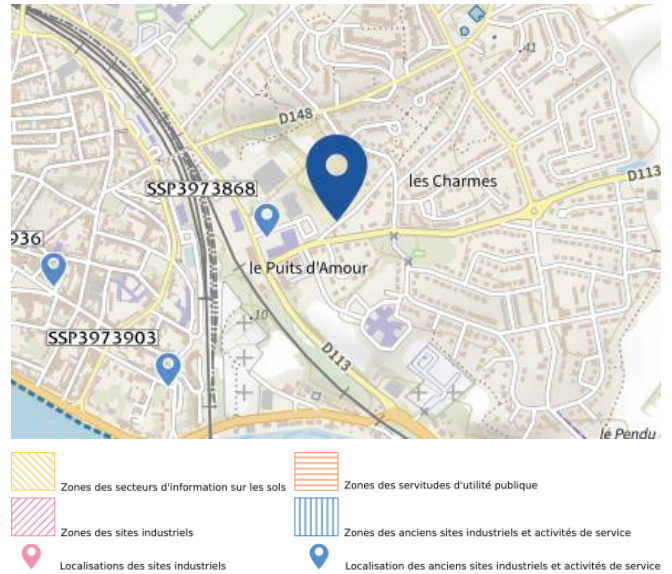 41
D148
SSP3973868
les Charmes
D113
936
le Puits d'Amour
10
SSP3973903
D113
le Pendu
Zones des secteurs d'information sur les sols
Zones des servitudes d'utilité publique
Zones des sites industriels
Zones des anciens sites industriels et activités de service
Localisations des sites industriels
Localisation des anciens sites industriels et activités de service